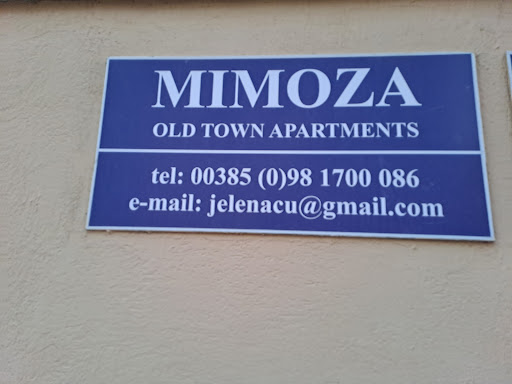 MIMOZA
OLD TOWN APARTMENTS
tel: 00385 (0)98 1700 086
e-mail: jelenacu@gmail.com